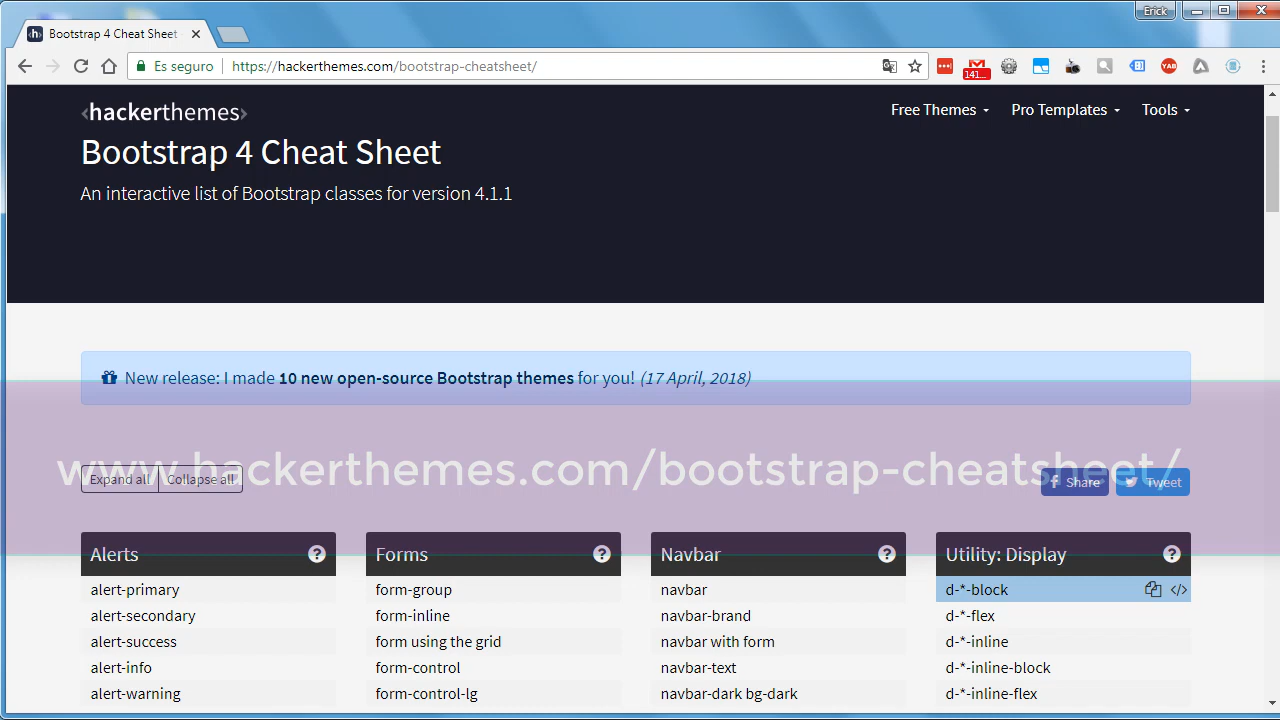 Erick
Bootstrap 4 Cheat Sheet
Es seguro
https://hackerthemes.com/bootstrap-cheatsheet/
141...
YAB
<hackerthemes>
Free Themes
Pro Templates
Tools
Bootstrap 4 Cheat Sheet
An interactive list of Bootstrap classes for version 4.1.1
New release: I made 10 new open-source Bootstrap themes for you! (17 April, 2018)
www.hackerthemes.com/bootstrap-cheatsheet/
Expand all
Collapse all
Share
Tweet
Alerts
alert-primary
alert-secondary
alert-success
alert-info
alert-warning
Forms
form-group
form-inline
form using the grid
form-control
form-control-lg
Navbar
navbar
navbar-brand
navbar with form
navbar-text
navbar-dark bg-dark
Utility: Display
d-*-block
d-*-flex
d-*-inline
d-*-inline-block
d-*-inline-flex